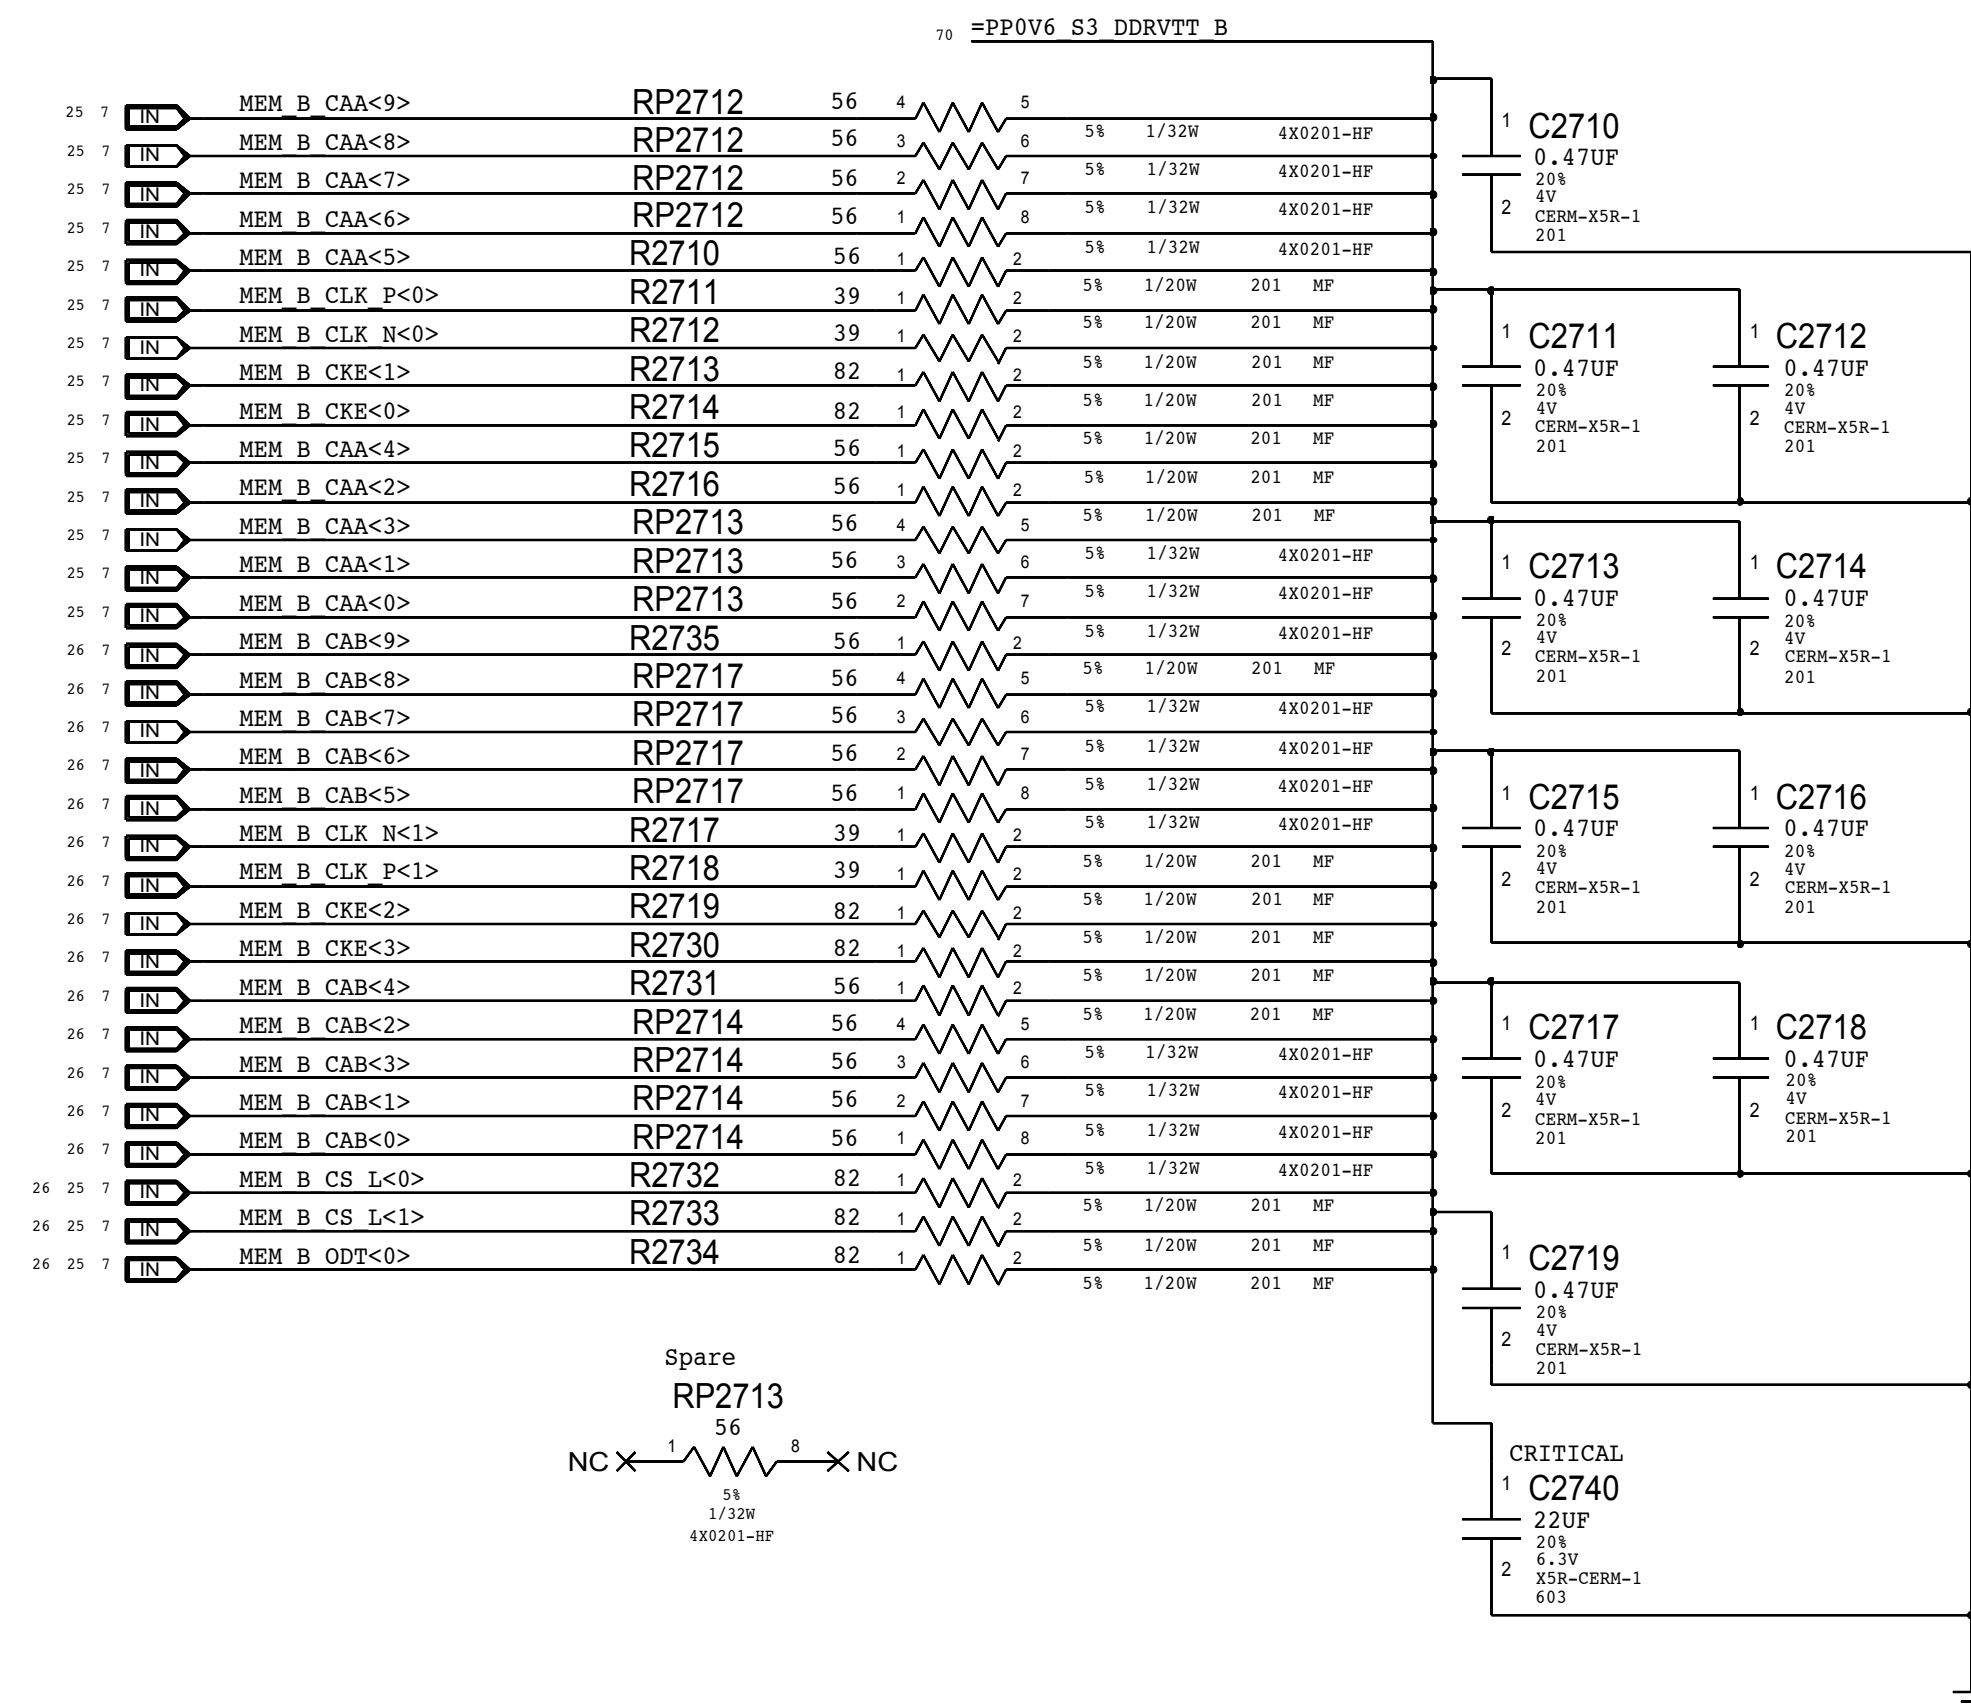 70 =PP0V6_S3_DDRVTT_B
25 7 IN MEM_B_CAA<9> RP2712 56 4 5 5% 1/32W 4X0201-HF
25 7 IN MEM_B_CAA<8> RP2712 56 3 6 5% 1/32W 4X0201-HF
25 7 IN MEM_B_CAA<7> RP2712 56 2 7 5% 1/32W 4X0201-HF
25 7 IN MEM_B_CAA<6> RP2712 56 1 8 5% 1/32W 4X0201-HF
25 7 IN MEM_B_CAA<5> R2710 56 1 2 5% 1/20W 201 MF
25 7 IN MEM_B_CLK_P<0> R2711 39 1 2 5% 1/20W 201 MF
25 7 IN MEM_B_CLK_N<0> R2712 39 1 2 5% 1/20W 201 MF
25 7 IN MEM_B_CKE<1> R2713 82 1 2 5% 1/20W 201 MF
25 7 IN MEM_B_CKE<0> R2714 82 1 2 5% 1/20W 201 MF
25 7 IN MEM_B_CAA<4> R2715 56 1 2 5% 1/20W 201 MF
25 7 IN MEM_B_CAA<2> R2716 56 1 2 5% 1/20W 201 MF
25 7 IN MEM_B_CAA<3> RP2713 56 4 5 5% 1/32W 4X0201-HF
25 7 IN MEM_B_CAA<1> RP2713 56 3 6 5% 1/32W 4X0201-HF
25 7 IN MEM_B_CAA<0> RP2713 56 2 7 5% 1/32W 4X0201-HF
26 7 IN MEM_B_CAB<9> R2735 56 1 2 5% 1/20W 201 MF
26 7 IN MEM_B_CAB<8> RP2717 56 4 5 5% 1/32W 4X0201-HF
26 7 IN MEM_B_CAB<7> RP2717 56 3 6 5% 1/32W 4X0201-HF
26 7 IN MEM_B_CAB<6> RP2717 56 2 7 5% 1/32W 4X0201-HF
26 7 IN MEM_B_CAB<5> RP2717 56 1 8 5% 1/32W 4X0201-HF
26 7 IN MEM_B_CLK_N<1> R2717 39 1 2 5% 1/20W 201 MF
26 7 IN MEM_B_CLK_P<1> R2718 39 1 2 5% 1/20W 201 MF
26 7 IN MEM_B_CKE<2> R2719 82 1 2 5% 1/20W 201 MF
26 7 IN MEM_B_CKE<3> R2730 82 1 2 5% 1/20W 201 MF
26 7 IN MEM_B_CAB<4> R2731 56 1 2 5% 1/20W 201 MF
26 7 IN MEM_B_CAB<2> RP2714 56 4 5 5% 1/32W 4X0201-HF
26 7 IN MEM_B_CAB<3> RP2714 56 3 6 5% 1/32W 4X0201-HF
26 7 IN MEM_B_CAB<1> RP2714 56 2 7 5% 1/32W 4X0201-HF
26 7 IN MEM_B_CAB<0> RP2714 56 1 8 5% 1/32W 4X0201-HF
26 25 7 IN MEM_B_CS_L<0> R2732 82 1 2 5% 1/20W 201 MF
26 25 7 IN MEM_B_CS_L<1> R2733 82 1 2 5% 1/20W 201 MF
26 25 7 IN MEM_B_ODT<0> R2734 82 1 2 5% 1/20W 201 MF
Spare
RP2713
56
NC 1 8 NC
5%
1/32W
4X0201-HF
1 C2710
0.47UF
20%
4V
2 CERM-X5R-1
201
1 C2711
0.47UF
20%
4V
2 CERM-X5R-1
201
1 C2712
0.47UF
20%
4V
2 CERM-X5R-1
201
1 C2713
0.47UF
20%
4V
2 CERM-X5R-1
201
1 C2714
0.47UF
20%
4V
2 CERM-X5R-1
201
1 C2715
0.47UF
20%
4V
2 CERM-X5R-1
201
1 C2716
0.47UF
20%
4V
2 CERM-X5R-1
201
1 C2717
0.47UF
20%
4V
2 CERM-X5R-1
201
1 C2718
0.47UF
20%
4V
2 CERM-X5R-1
201
1 C2719
0.47UF
20%
4V
2 CERM-X5R-1
201
CRITICAL
1 C2740
22UF
20%
6.3V
2 X5R-CERM-1
603